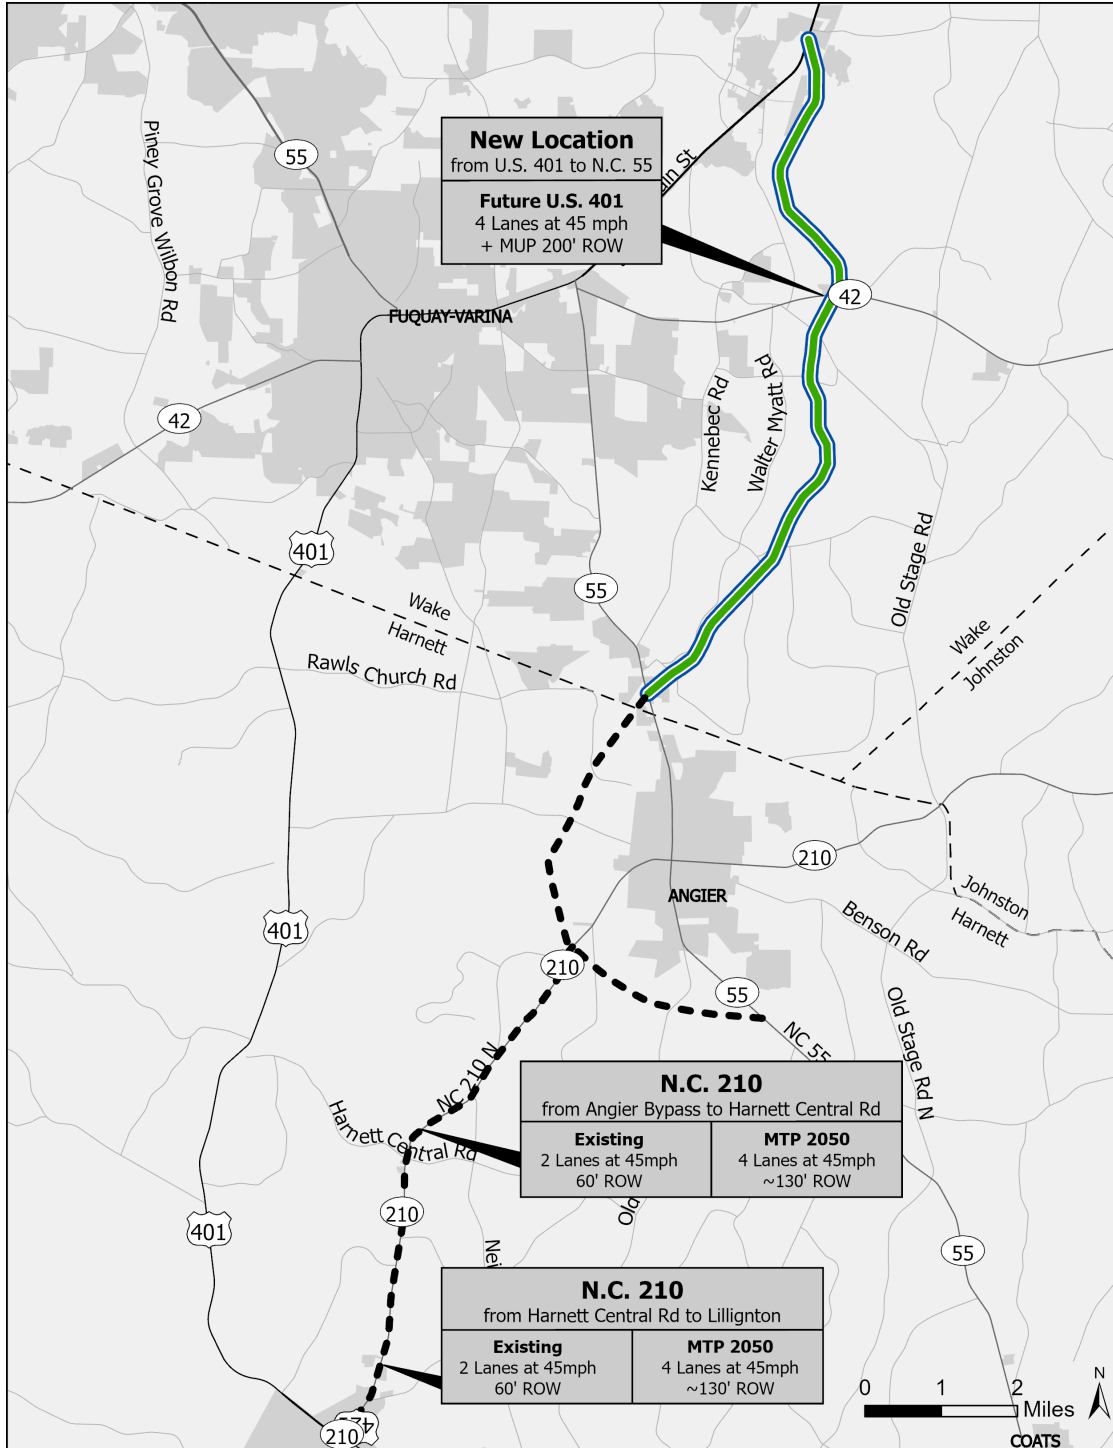 New Location
from U.S. 401 to N.C. 55
Future U.S. 401
4 Lanes at 45 mph
+ MUP 200' ROW
55
Piney Grove Wilbon Rd
St
42
FUQUAY-VARINA
Kennebec Rd
Walter Myatt Rd
42
401
55
Old Stage Rd
Wake
Harnett
Wake
Johnston
Rawls Church Rd
210
ANGIER
Johnston
Harnett
Benson Rd
401
210
55
Old Stage Rd N
NC 55
NC 210 N
Harnett Central Rd
N.C. 210
from Angier Bypass to Harnett Central Rd
Existing
2 Lanes at 45mph
60' ROW
MTP 2050
4 Lanes at 45mph
~130' ROW
Old
210
401
55
N.C. 210
from Harnett Central Rd to Lillignton
Existing
2 Lanes at 45mph
60' ROW
MTP 2050
4 Lanes at 45mph
~130' ROW
210
0 1 2
Miles
N
COATS